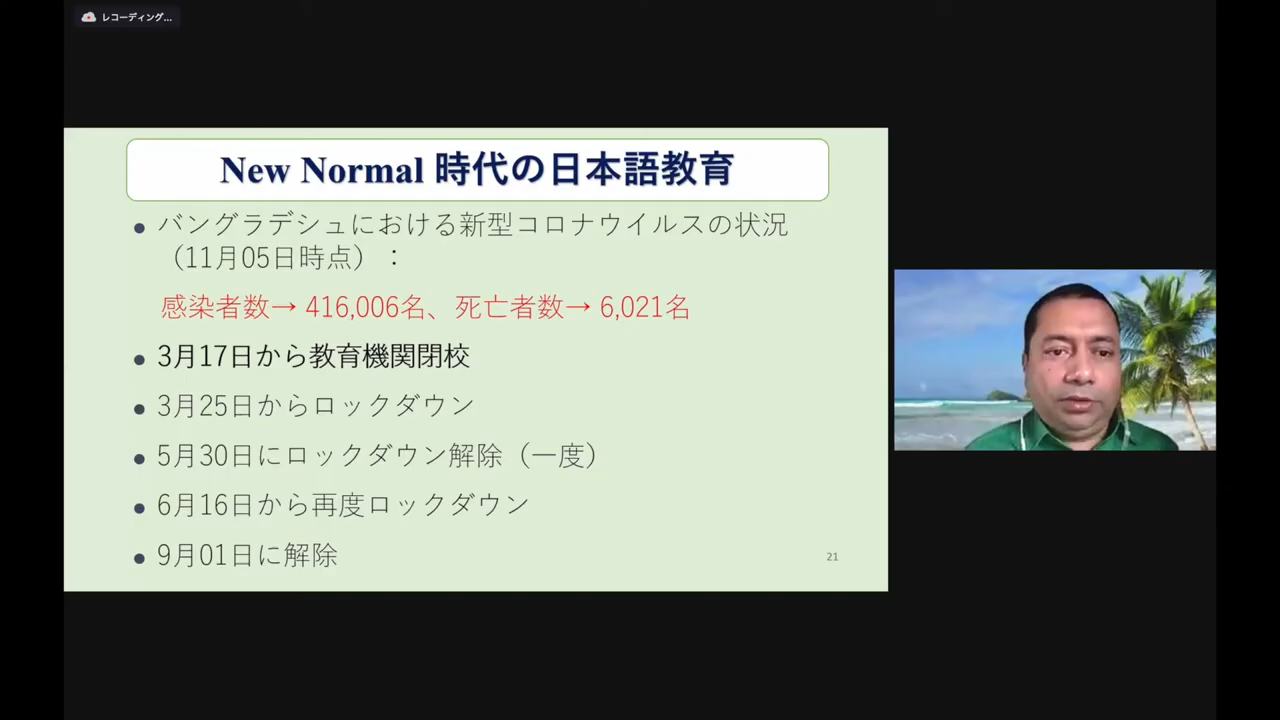 レコーディング...
New Normal 時代の日本語教育
● バングラデシュにおける新型コロナウイルスの状況
（11月05日時点）：
感染者数→ 416,006名、死亡者数→ 6,021名
● 3月17日から教育機関閉校
● 3月25日からロックダウン
● 5月30日にロックダウン解除（一度）
● 6月16日から再度ロックダウン
● 9月01日に解除
21